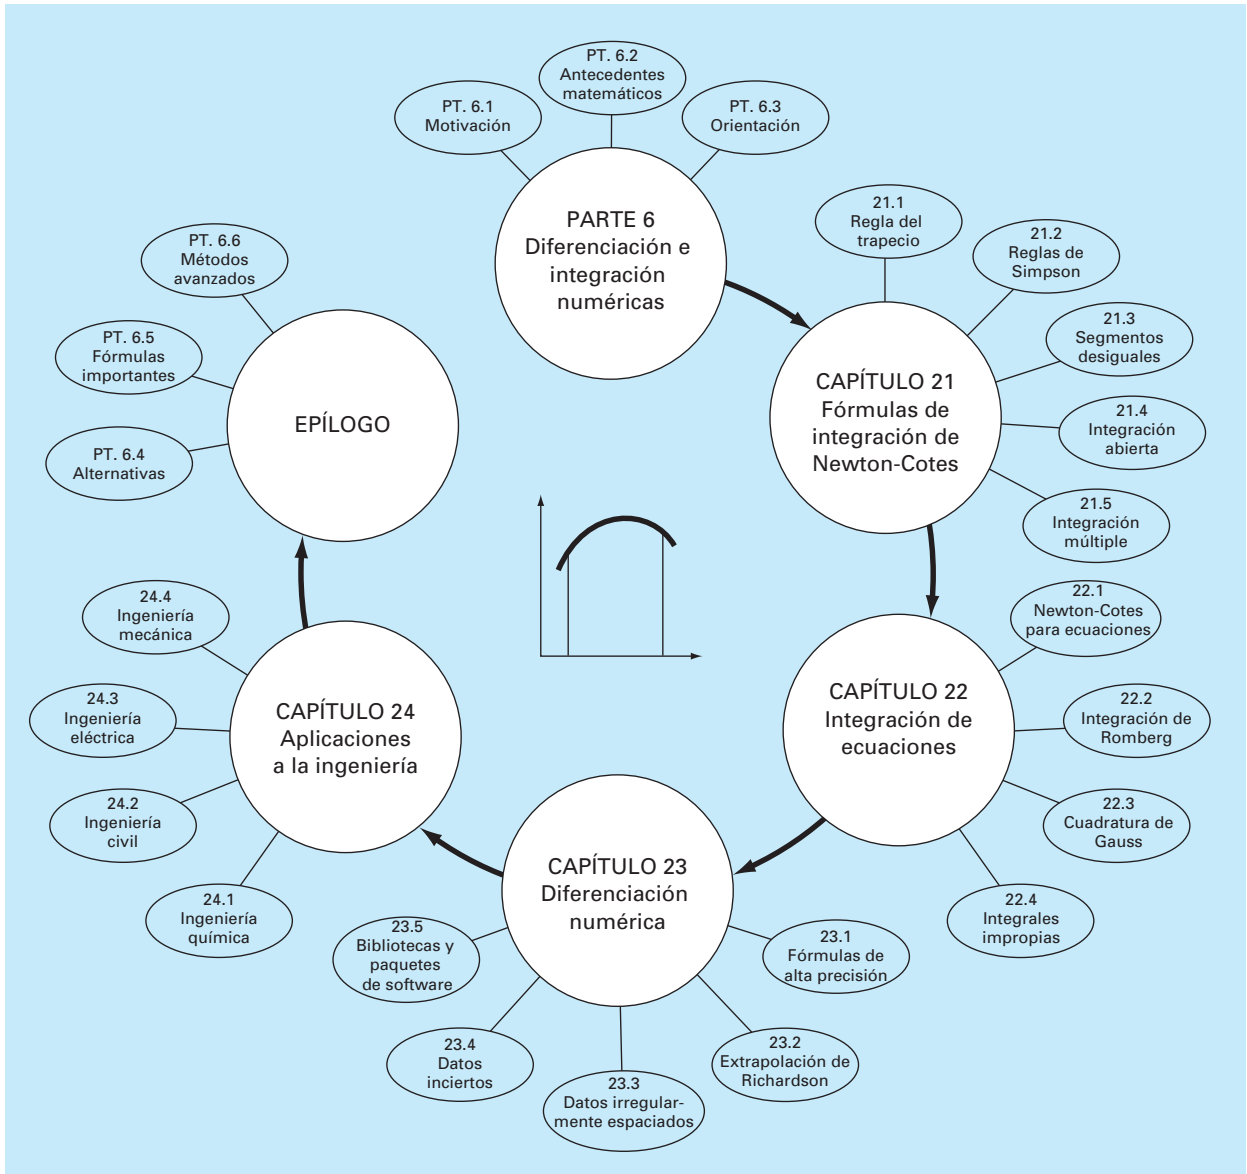 PT. 6.1
Motivación
PT. 6.2
Antecedentes
matemáticos
PT. 6.3
Orientación
PARTE 6
Diferenciación e
integración
numéricas
21.1
Regla del
trapecio
21.2
Reglas de
Simpson
21.3
Segmentos
desiguales
21.4
Integración
abierta
21.5
Integración
múltiple
CAPÍTULO 21
Fórmulas de
integración de
Newton-Cotes
22.1
Newton-Cotes
para ecuaciones
22.2
Integración de
Romberg
22.3
Cuadratura de
Gauss
22.4
Integrales
impropias
CAPÍTULO 22
Integración de
ecuaciones
CAPÍTULO 23
Diferenciación
numérica
23.1
Fórmulas de
alta precisión
23.2
Extrapolación de
Richardson
23.3
Datos irregular-
mente espaciados
23.4
Datos
inciertos
23.5
Bibliotecas y
paquetes
de software
CAPÍTULO 24
Aplicaciones
a la ingeniería
24.1
Ingeniería
química
24.2
Ingeniería
civil
24.3
Ingeniería
eléctrica
24.4
Ingeniería
mecánica
EPÍLOGO
PT. 6.4
Alternativas
PT. 6.5
Fórmulas
importantes
PT. 6.6
Métodos
avanzados